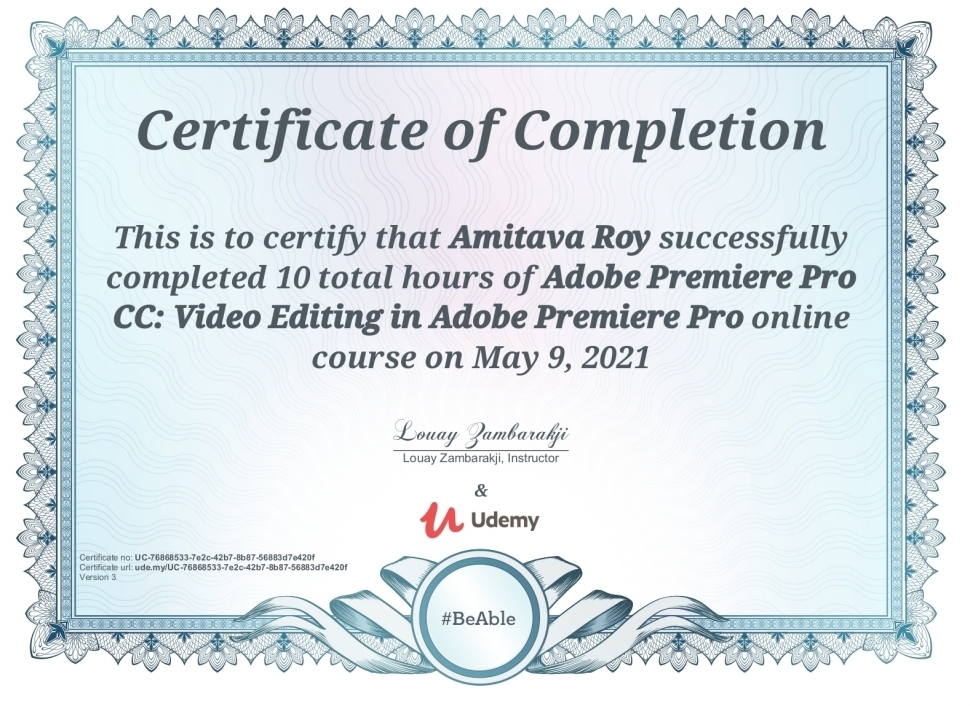 Certificate of Completion
This is to certify that Amitava Roy successfully
completed 10 total hours of Adobe Premiere Pro
CC: Video Editing in Adobe Premiere Pro online
course on May 9, 2021
Louay Zambarakji
Louay Zambarakji, Instructor
&
Udemy
Certificate no: UC-76868533-7e2c-42b7-8b87-56883d7e420f
Certificate url: ude.my/UC-76868533-7e2c-42b7-8b87-56883d7e420f
Version 3
#BeAble